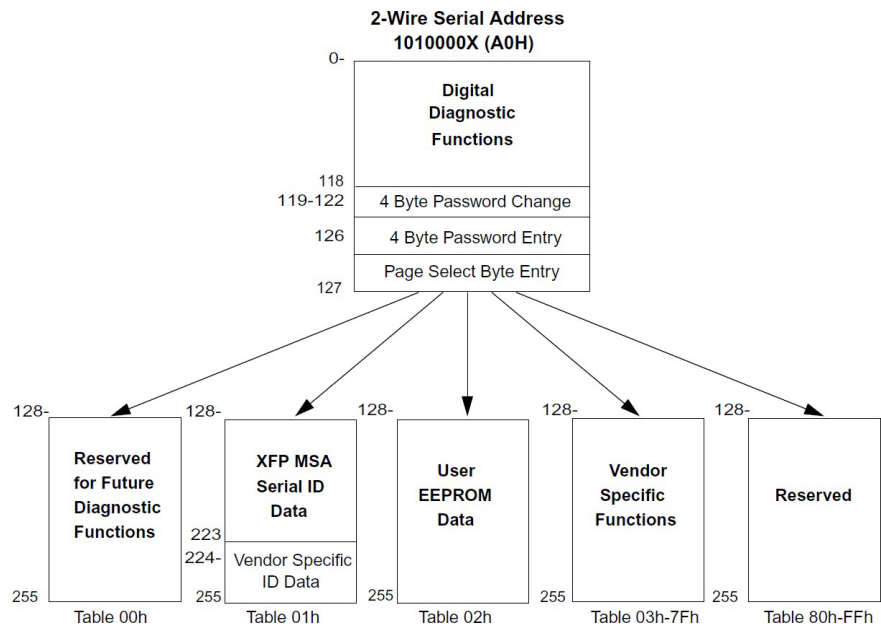 2-Wire Serial Address
1010000X (A0H)
0-
Digital
Diagnostic
Functions
118
119-122
4 Byte Password Change
126
4 Byte Password Entry
Page Select Byte Entry
127
128-
Reserved
for Future
Diagnostic
Functions
255
Table 00h
128-
XFP MSA
Serial ID
Data
223
224-
Vendor Specific
ID Data
255
Table 01h
128-
User
EEPROM
Data
255
Table 02h
128-
Vendor
Specific
Functions
255
Table 03h-7Fh
128-
Reserved
255
Table 80h-FFh